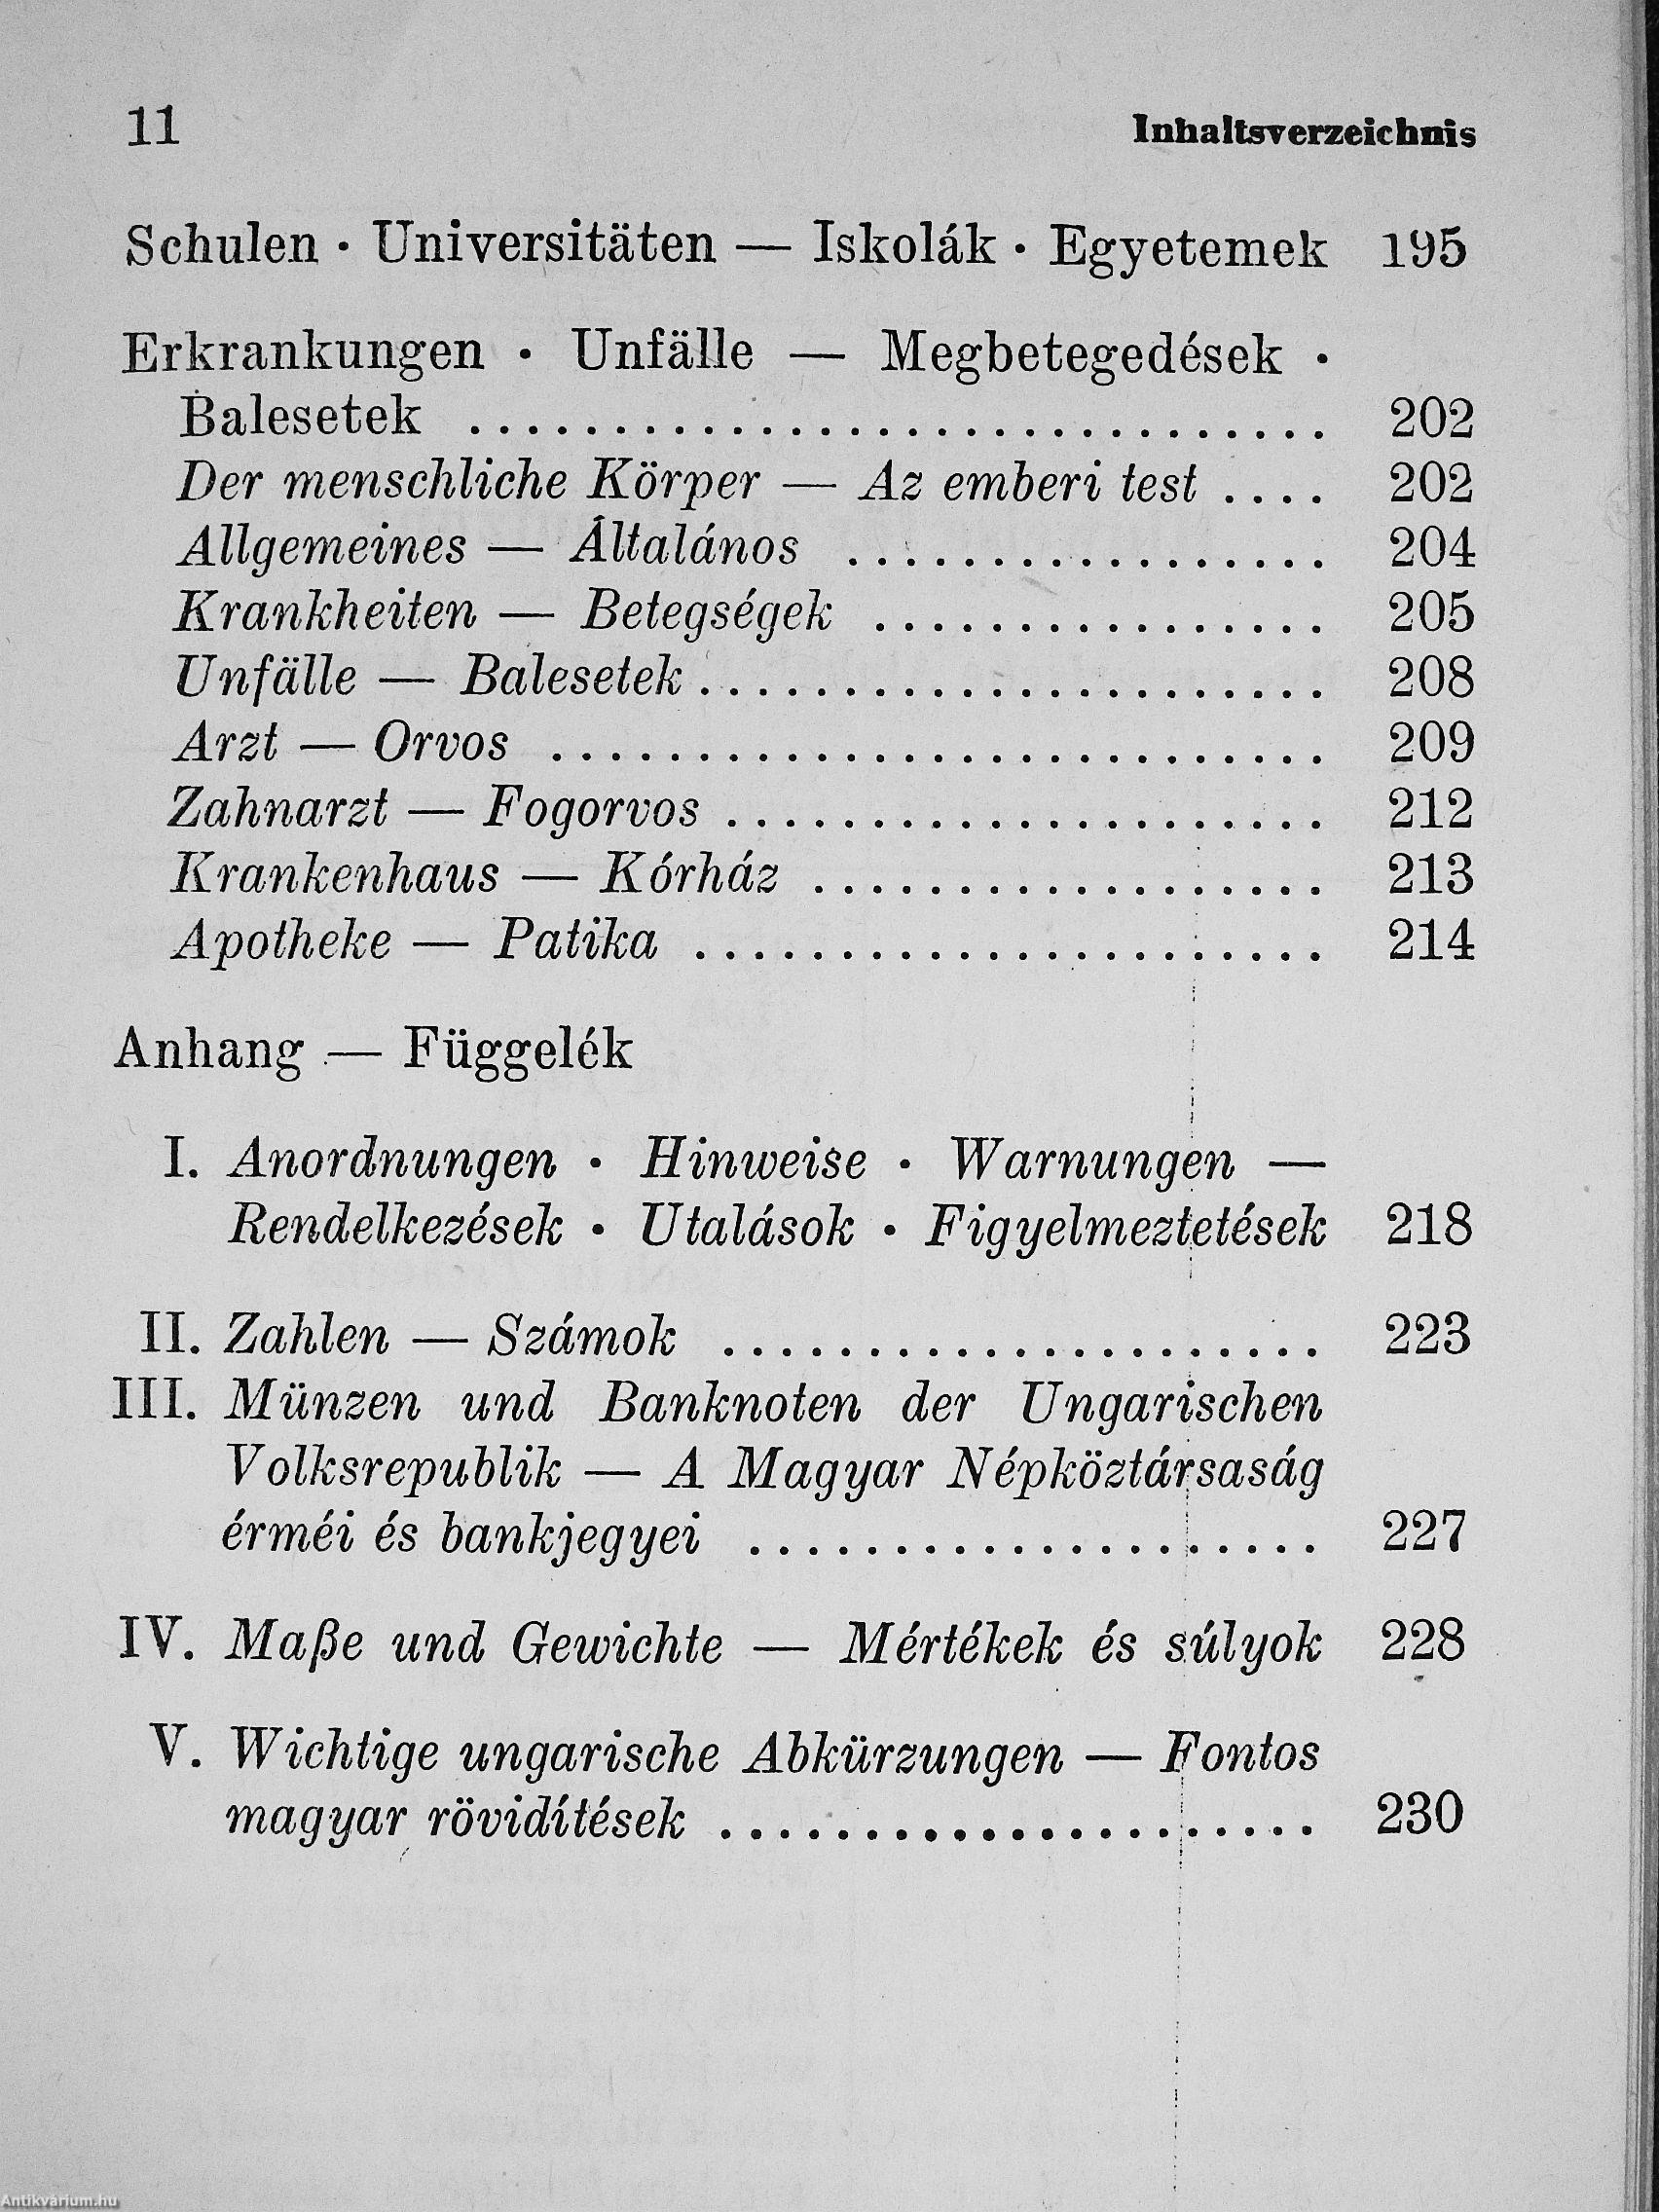 11 Inhaltsverzeichnis
Schulen · Universitäten — Iskolák · Egyetemek 195
Erkrankungen · Unfälle — Megbetegedések ·
Balesetek .............................. 202
Der menschliche Körper — Az emberi test .... 202
Allgemeines — Általános ................. 204
Krankheiten — Betegségek ................ 205
Unfälle — Balesetek ...................... 208
Arzt — Orvos ........................... 209
Zahnarzt — Fogorvos ..................... 212
Krankenhaus — Kórház .................. 213
Apotheke — Patika ...................... 214
Anhang — Függelék
I. Anordnungen · Hinweise · Warnungen —
Rendelkezések · Utalások · Figyelmeztetések 218
II. Zahlen — Számok ..................... 223
III. Münzen und Banknoten der Ungarischen
Volksrepublik — A Magyar Népköztársaság
érméi és bankjegyei .................... 227
IV. Maße und Gewichte — Mértékek és súlyok 228
V. Wichtige ungarische Abkürzungen — Fontos
magyar rövidítések ..................... 230
Antikvárium.hu